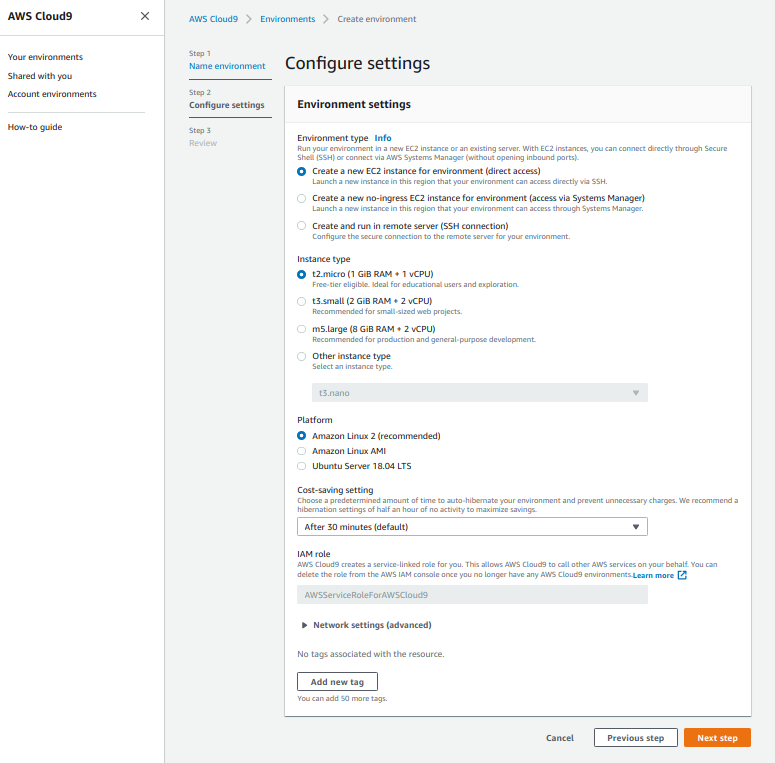 AWS Cloud9
Your environments
Shared with you
Account environments
How-to guide
AWS Cloud9 > Environments > Create environment
Step 1
Name environment
Step 2
Configure settings
Step 3
Review
Configure settings
Environment settings
Environment type Info
Run your environment in a new EC2 instance or an existing server. With EC2 instances, you can connect directly through Secure
Shell (SSH) or connect via AWS Systems Manager (without opening inbound ports).
Create a new EC2 instance for environment (direct access)
Launch a new instance in this region that your environment can access directly via SSH.
Create a new no-ingress EC2 instance for environment (access via Systems Manager)
Launch a new instance in this region that your environment can access through Systems Manager.
Create and run in remote server (SSH connection)
Configure the secure connection to the remote server for your environment.
Instance type
t2.micro (1 GiB RAM + 1 vCPU)
Free-tier eligible. Ideal for educational users and exploration.
t3.small (2 GiB RAM + 2 vCPU)
Recommended for small-sized web projects.
m5.large (8 GiB RAM + 2 vCPU)
Recommended for production and general-purpose development.
Other instance type
Select an instance type.
t3.nano
Platform
Amazon Linux 2 (recommended)
Amazon Linux AMI
Ubuntu Server 18.04 LTS
Cost-saving setting
Choose a predetermined amount of time to auto-hibernate your environment and prevent unnecessary charges. We recommend a
hibernation settings of half an hour of no activity to maximize savings.
After 30 minutes (default)
IAM role
AWS Cloud9 creates a service-linked role for you. This allows AWS Cloud9 to call other AWS services on your behalf. You can
delete the role from the AWS IAM console once you no longer have any AWS Cloud9 environments. Learn more
AWSServiceRoleForAWSCloud9
Network settings (advanced)
No tags associated with the resource.
Add new tag
You can add 50 more tags.
Cancel
Previous step
Next step